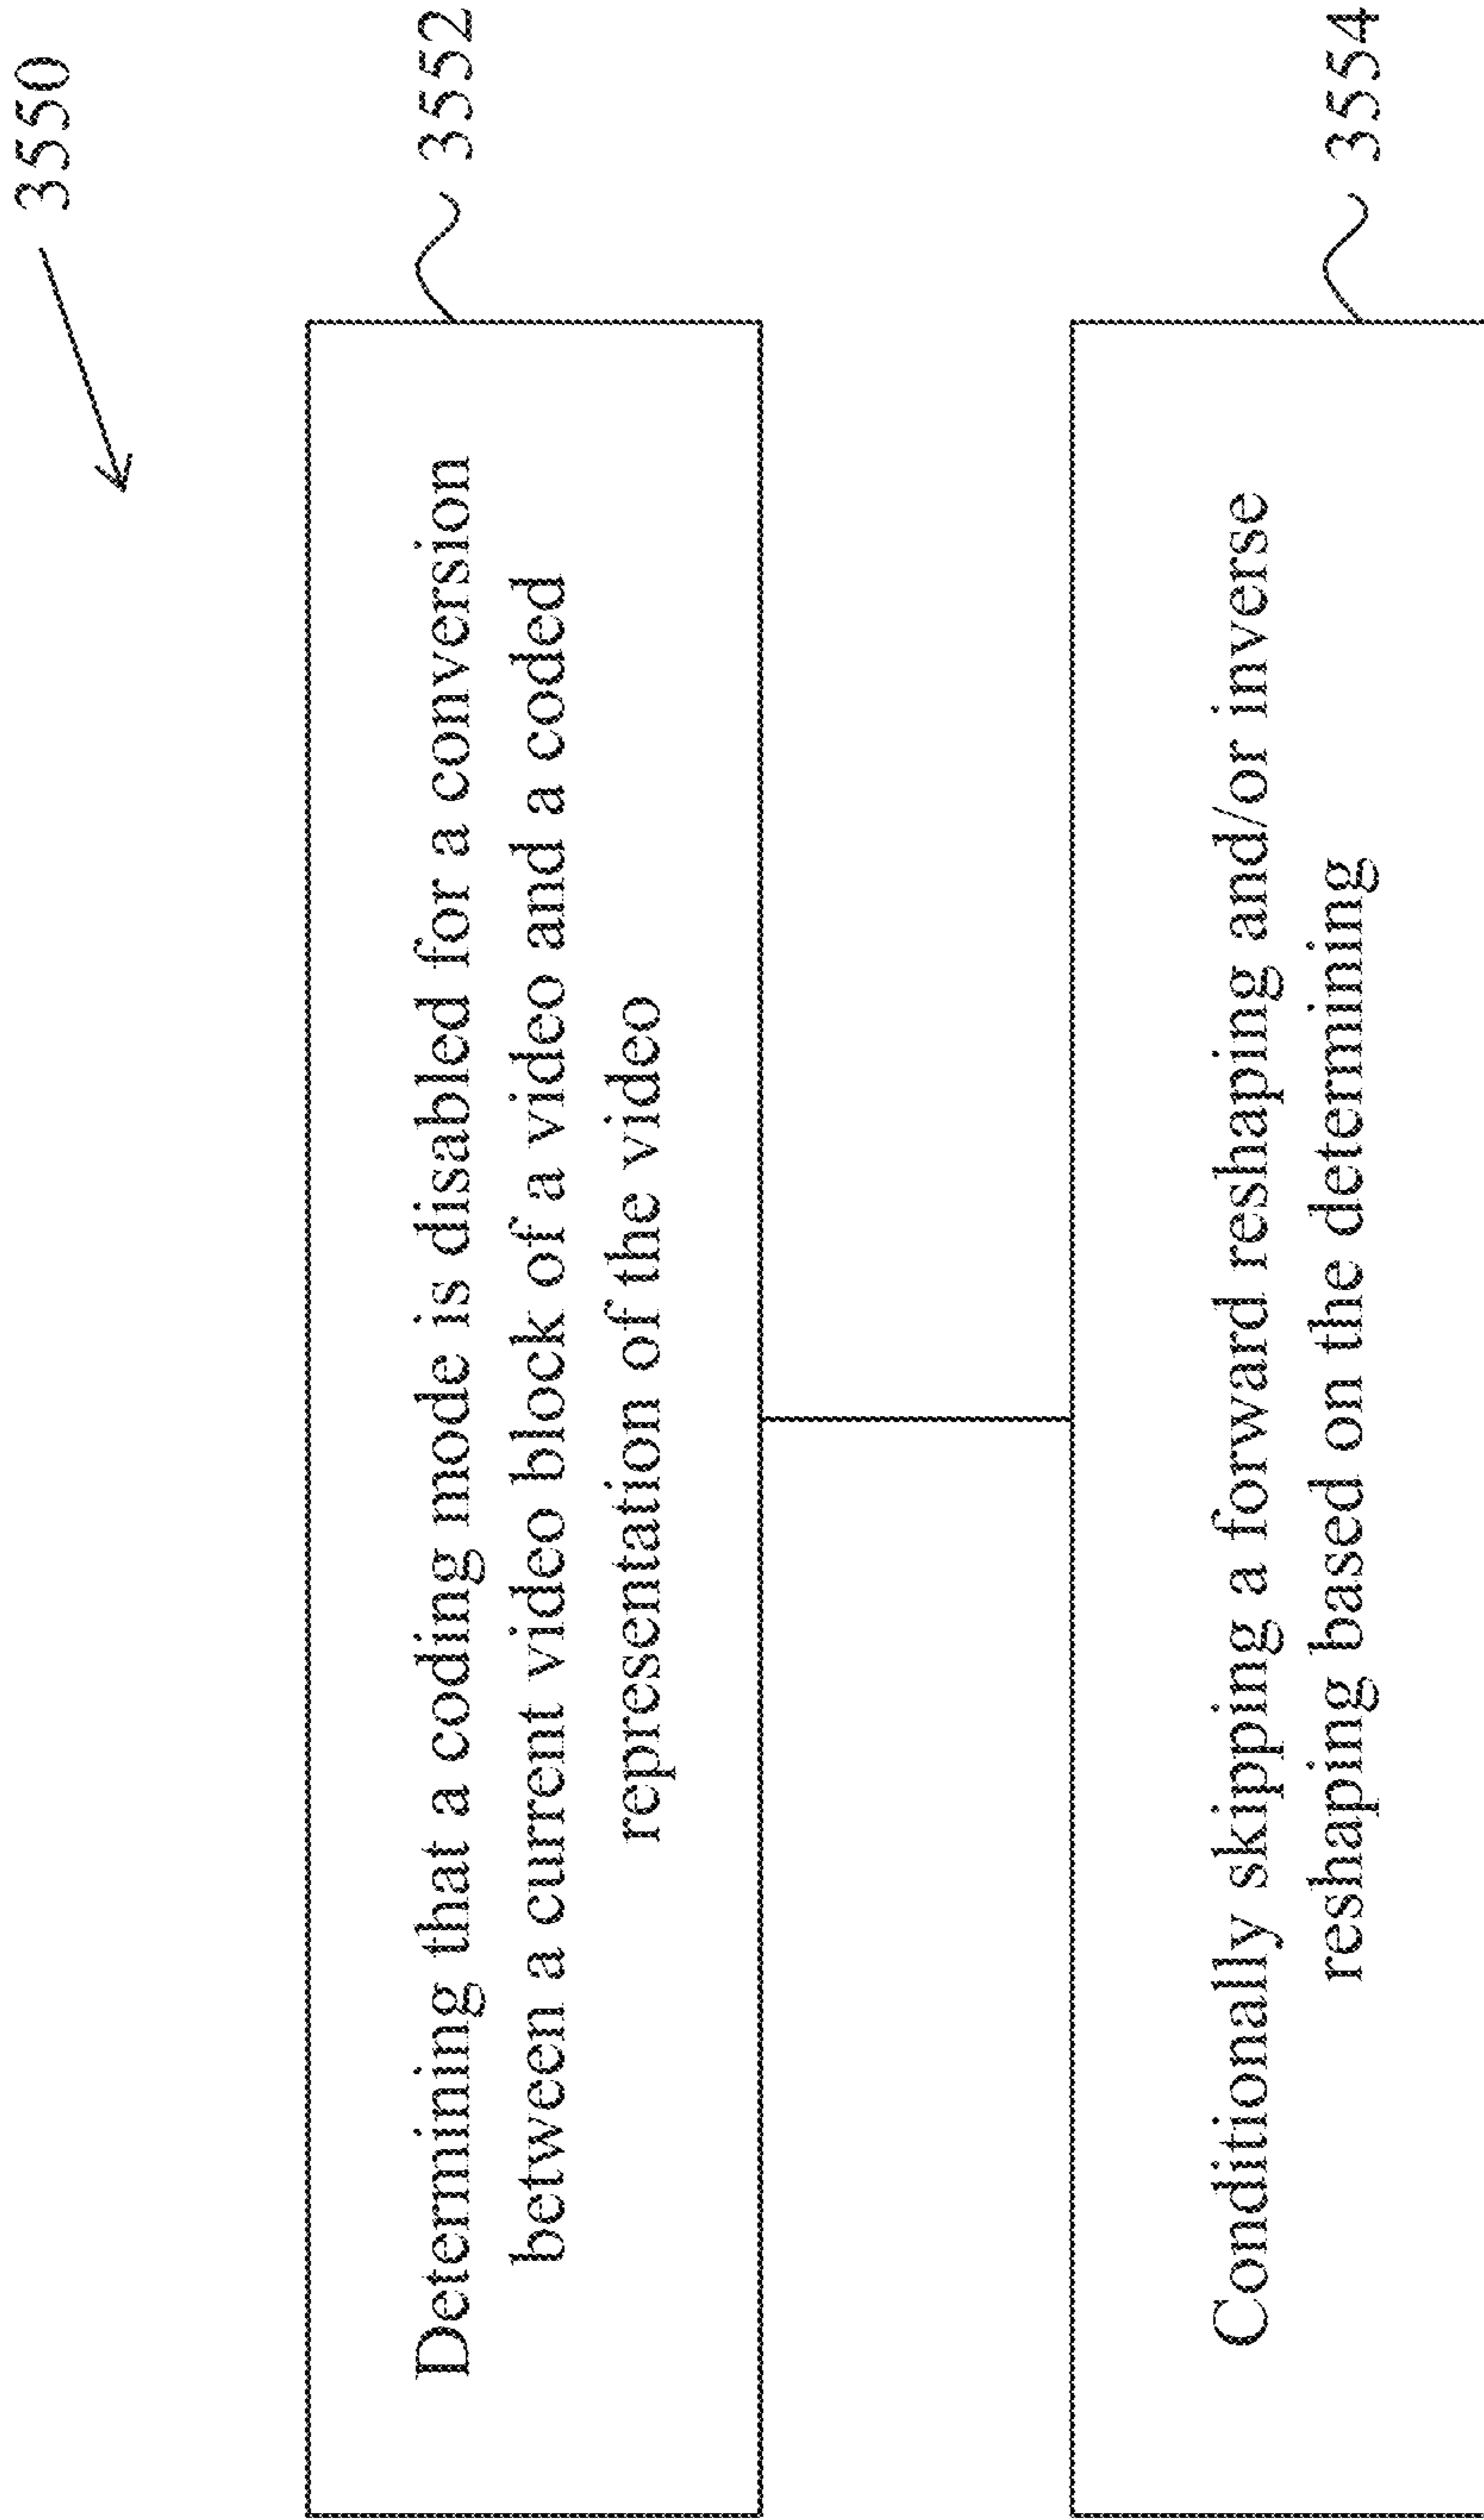 3550
Determining that a coding mode is disabled for a conversion
between a current video block of a video and a coded
representation of the video
3552
Conditionally skipping a forward reshaping and/or inverse
reshaping based on the determining
3554